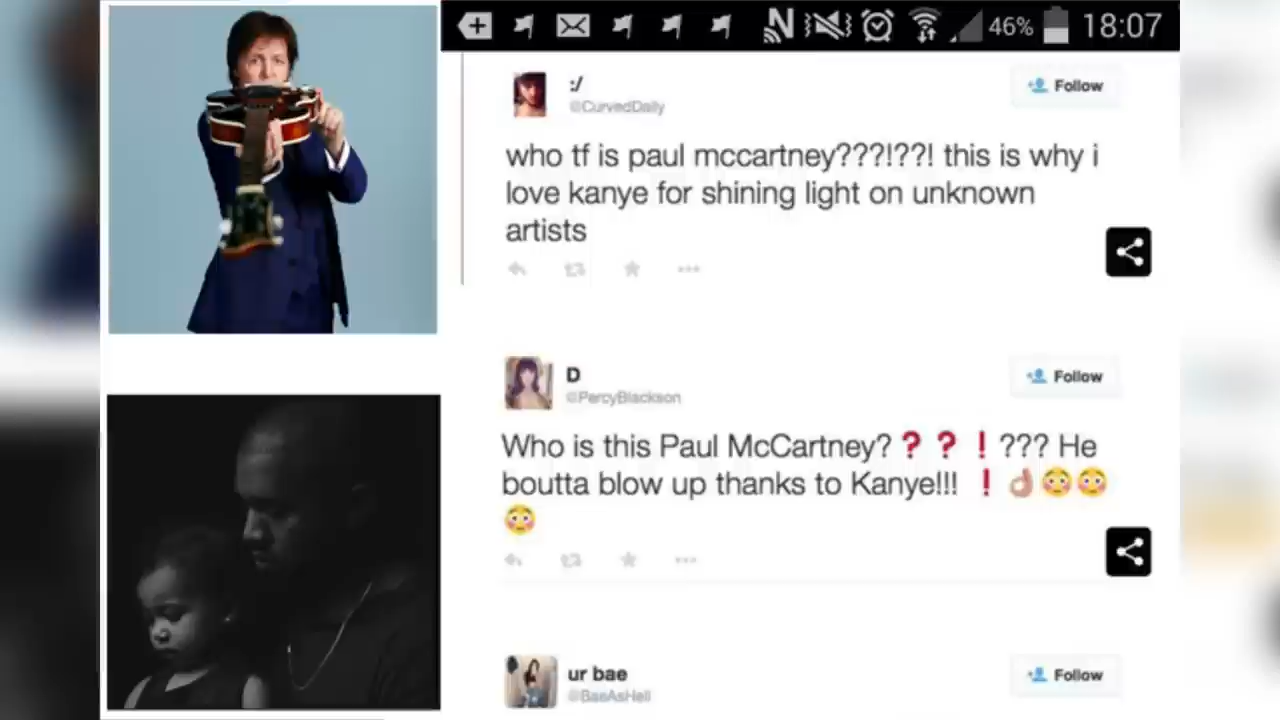 46% 18:07
:/
@CurvedDaily
Follow
who tf is paul mccartney???!??! this is why i
love kanye for shining light on unknown
artists
D
@PercyBlackson
Follow
Who is this Paul McCartney?❓❓❗??? He
boutta blow up thanks to Kanye!!! ❗👌😳😳
😳
ur bae
@BaeAsHell
Follow